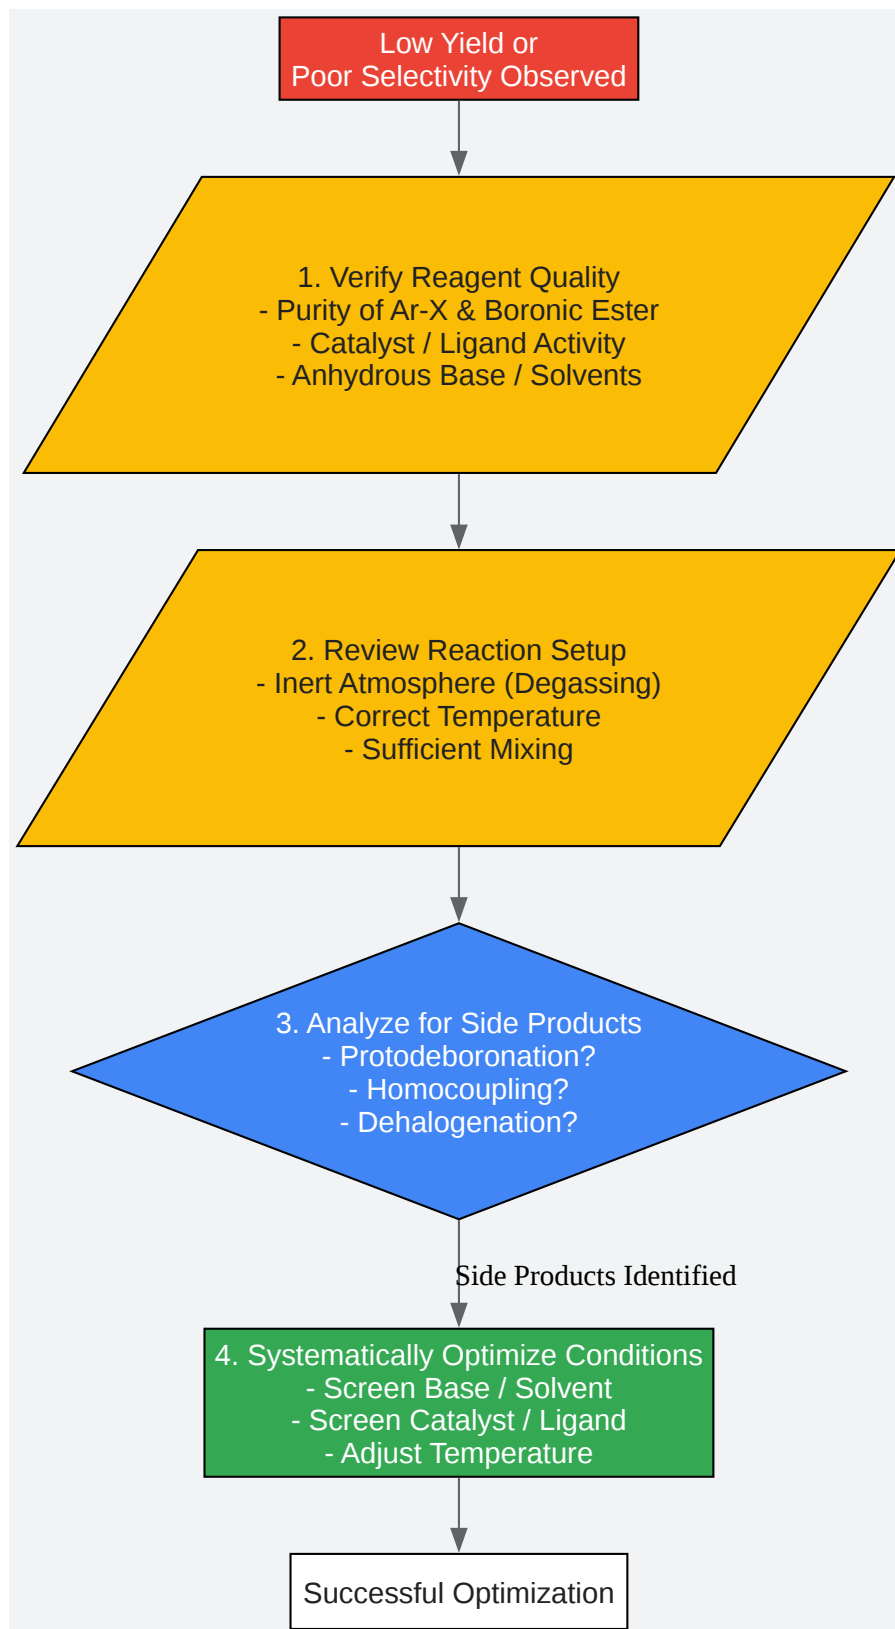 Low Yield or
Poor Selectivity Observed
1. Verify Reagent Quality
- Purity of Ar-X & Boronic Ester
- Catalyst / Ligand Activity
- Anhydrous Base / Solvents
2. Review Reaction Setup
- Inert Atmosphere (Degassing)
- Correct Temperature
- Sufficient Mixing
3. Analyze for Side Products
- Protodeboronation?
- Homocoupling?
- Dehalogenation?
Side Products Identified
4. Systematically Optimize Conditions
- Screen Base / Solvent
- Screen Catalyst / Ligand
- Adjust Temperature
Successful Optimization